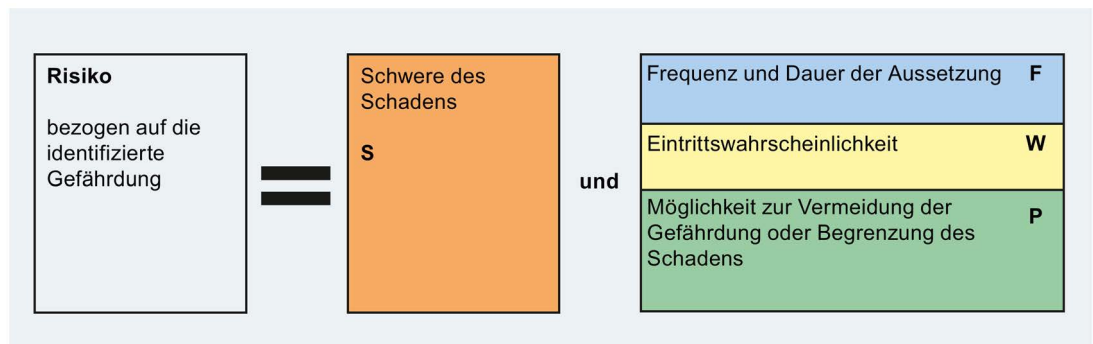 Risiko
bezogen auf die
identifizierte
Gefährdung
Schwere des
Schadens
S
und
Frequenz und Dauer der Aussetzung F
Eintrittswahrscheinlichkeit W
Möglichkeit zur Vermeidung der
Gefährdung oder Begrenzung des P
Schadens